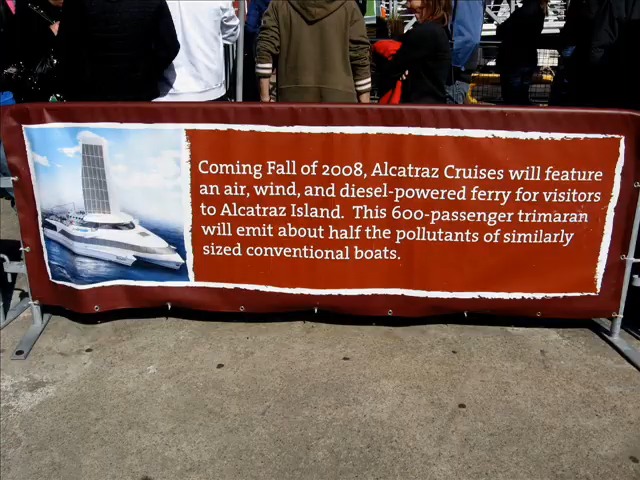 Coming Fall of 2008, Alcatraz Cruises will feature
an air, wind, and diesel-powered ferry for visitors
to Alcatraz Island. This 600-passenger trimaran
will emit about half the pollutants of similarly
sized conventional boats.